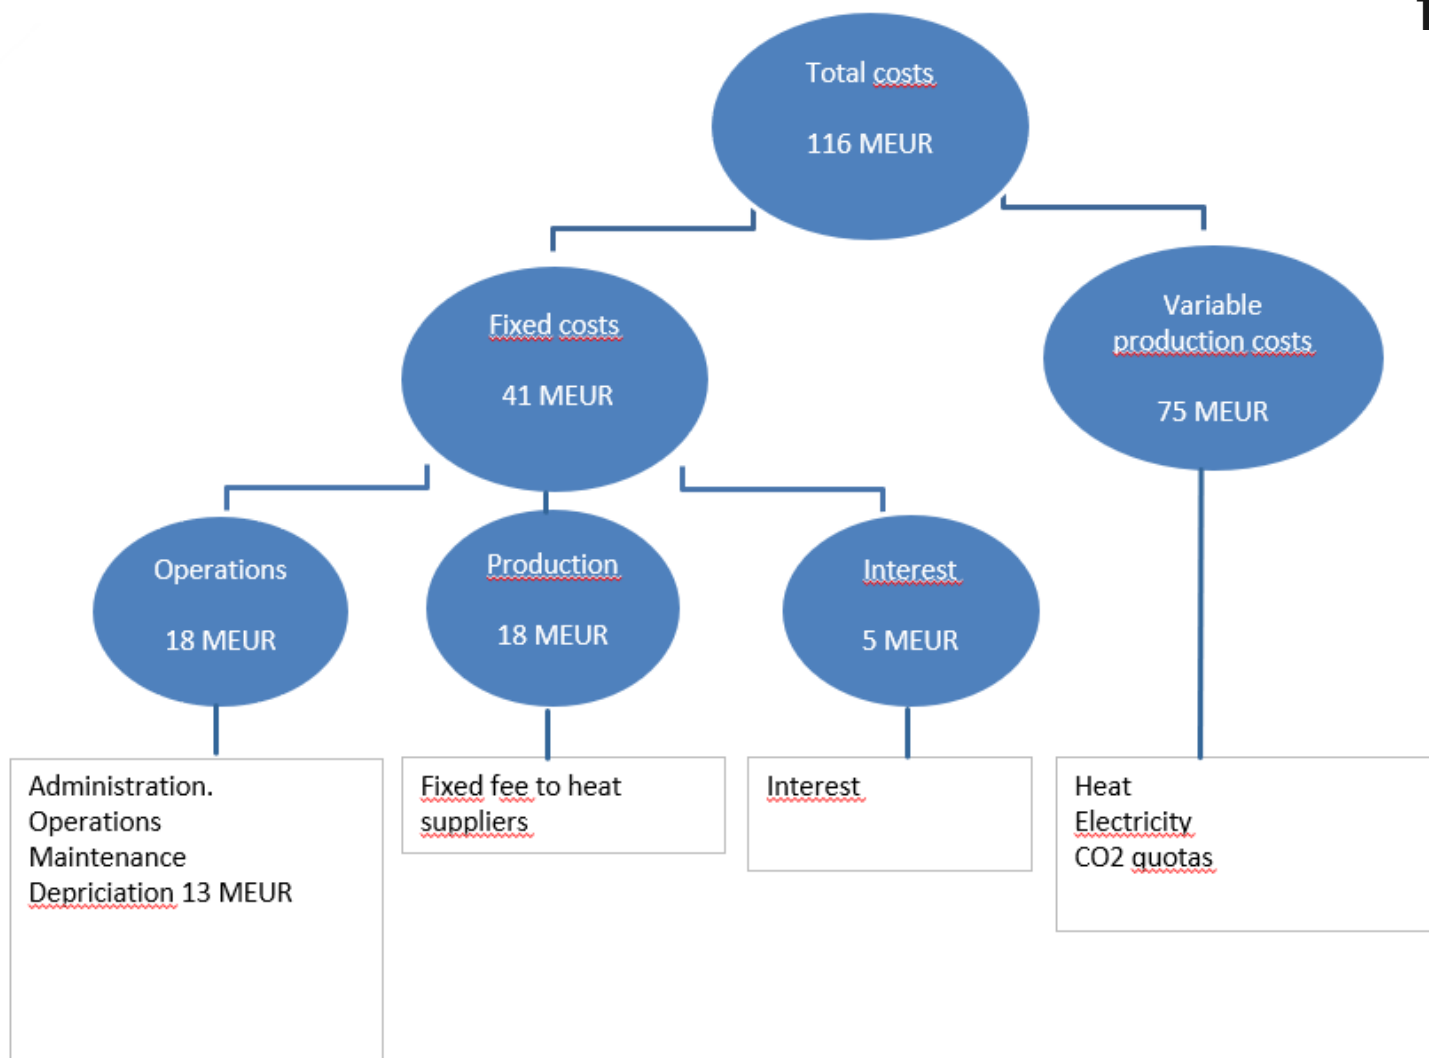 Total costs
116 MEUR
Fixed costs
41 MEUR
Variable
production costs
75 MEUR
Operations
18 MEUR
Production
18 MEUR
Interest
5 MEUR
Administration.
Operations
Maintenance
Depriciation 13 MEUR
Fixed fee to heat
suppliers
Interest
Heat
Electricity
CO2 quotas